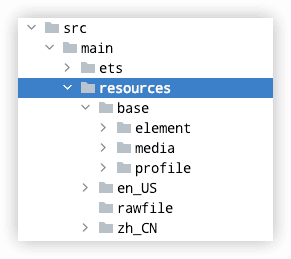 src
main
ets
resources
base
element
media
profile
en_US
rawfile
zh_CN